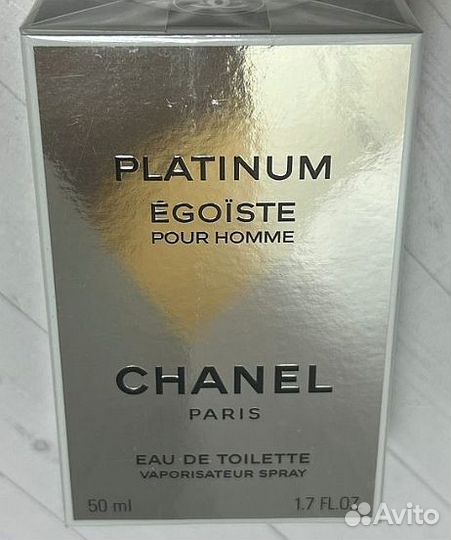 PLATINUM
ÉGOÏSTE
POUR HOMME
CHANEL
PARIS
EAU DE TOILETTE
VAPORISATEUR SPRAY
50 ml 1.7 FL.OZ
Avito